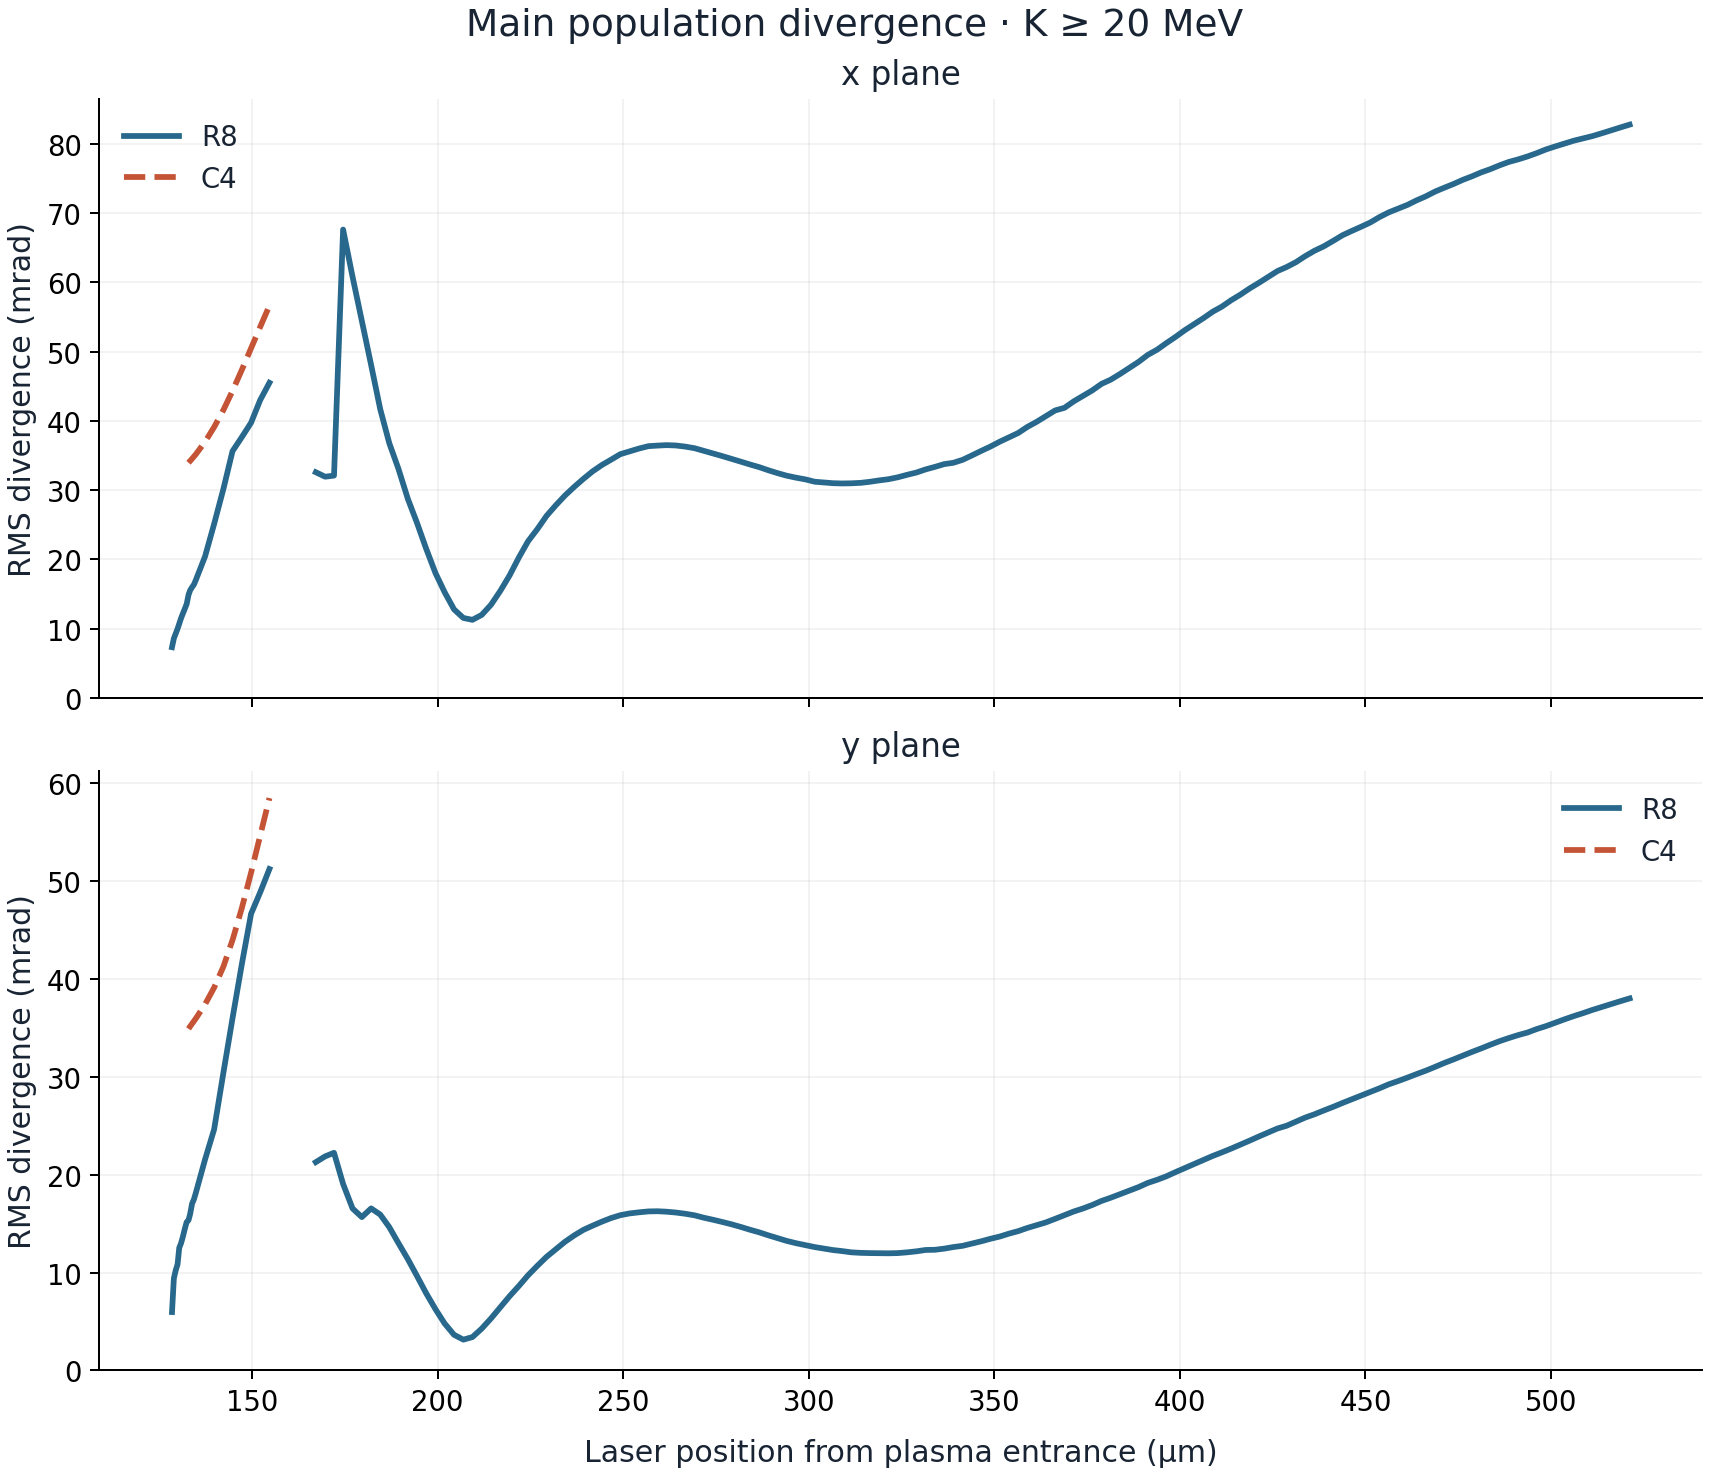 Main population divergence · K ≥ 20 MeV
x plane
R8
C4
RMS divergence (mrad)
80
70
60
50
40
30
20
10
0
y plane
R8
C4
RMS divergence (mrad)
60
50
40
30
20
10
0
150 200 250 300 350 400 450 500
Laser position from plasma entrance (μm)